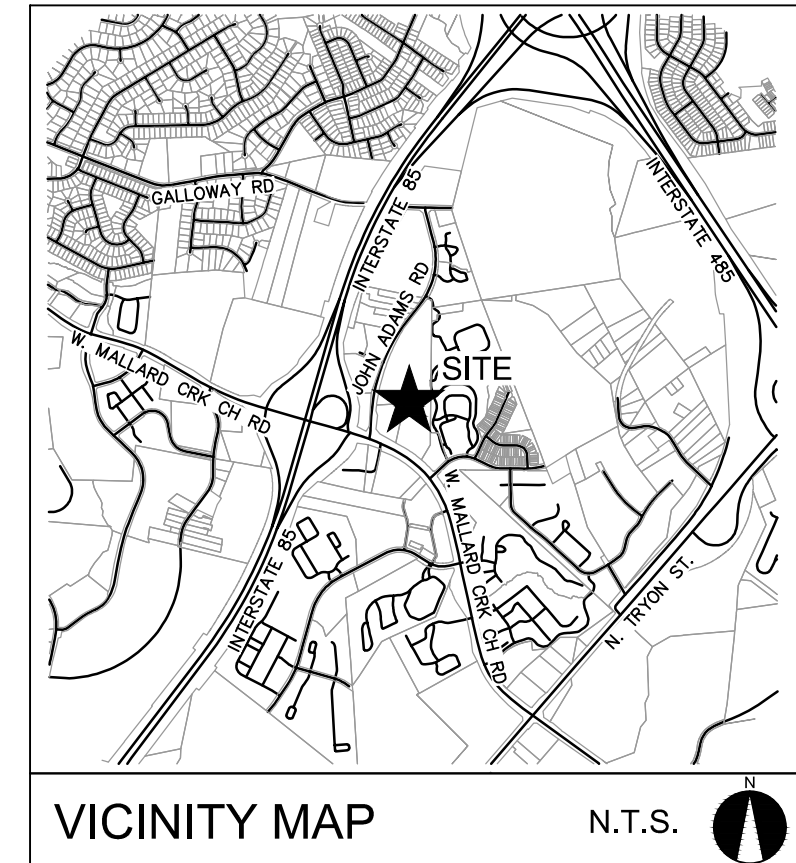 GALLOWAY RD
INTERSTATE 85
INTERSTATE 485
JOHN ADAMS RD
SITE
W. MALLARD CRK CH RD
W. MALLARD CRK CH RD
INTERSTATE 85
N. TRYON ST.
VICINITY MAP
N.T.S.
N